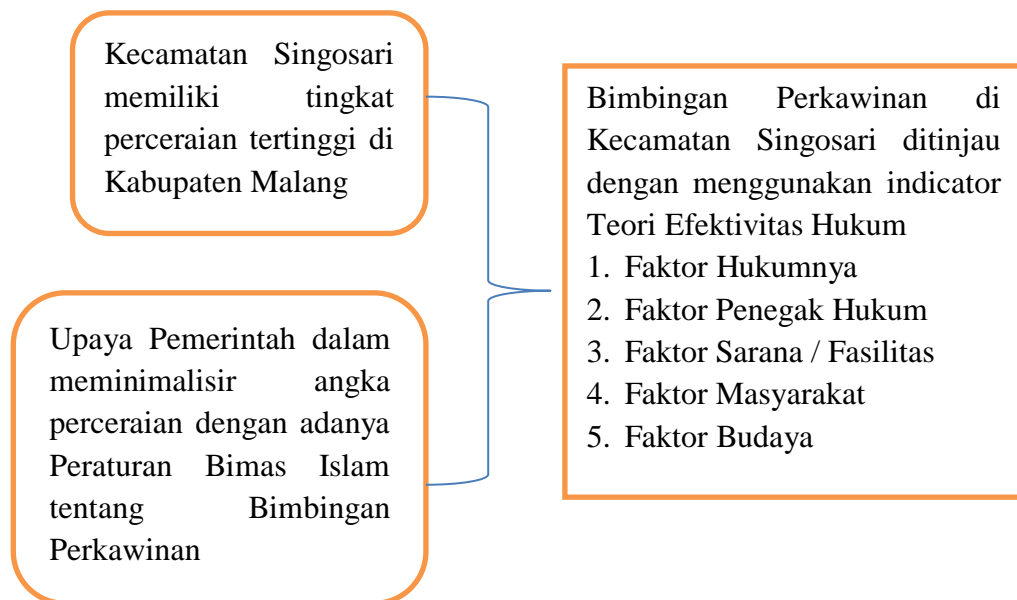 Kecamatan Singosari
memiliki tingkat
perceraian tertinggi di
Kabupaten Malang
Upaya Pemerintah dalam
meminimalisir angka
perceraian dengan adanya
Peraturan Bimas Islam
tentang Bimbingan
Perkawinan
Bimbingan Perkawinan di
Kecamatan Singosari ditinjau
dengan menggunakan indicator
Teori Efektivitas Hukum
1. Faktor Hukumnya
2. Faktor Penegak Hukum
3. Faktor Sarana / Fasilitas
4. Faktor Masyarakat
5. Faktor Budaya